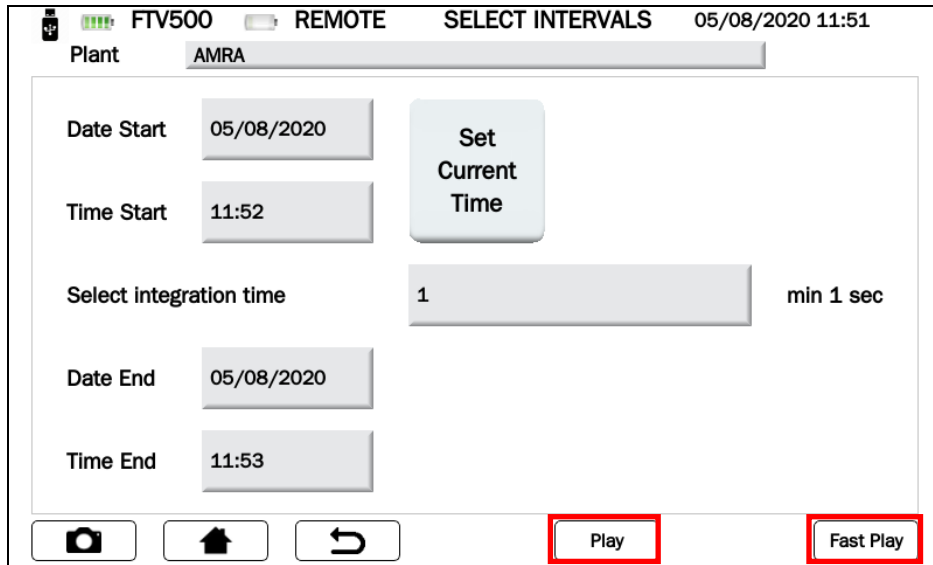 FTV500 REMOTE SELECT INTERVALS 05/08/2020 11:51
Plant AMRA
Date Start 05/08/2020
Set
Current
Time
Time Start 11:52
Select integration time 1 min 1 sec
Date End 05/08/2020
Time End 11:53
Play Fast Play